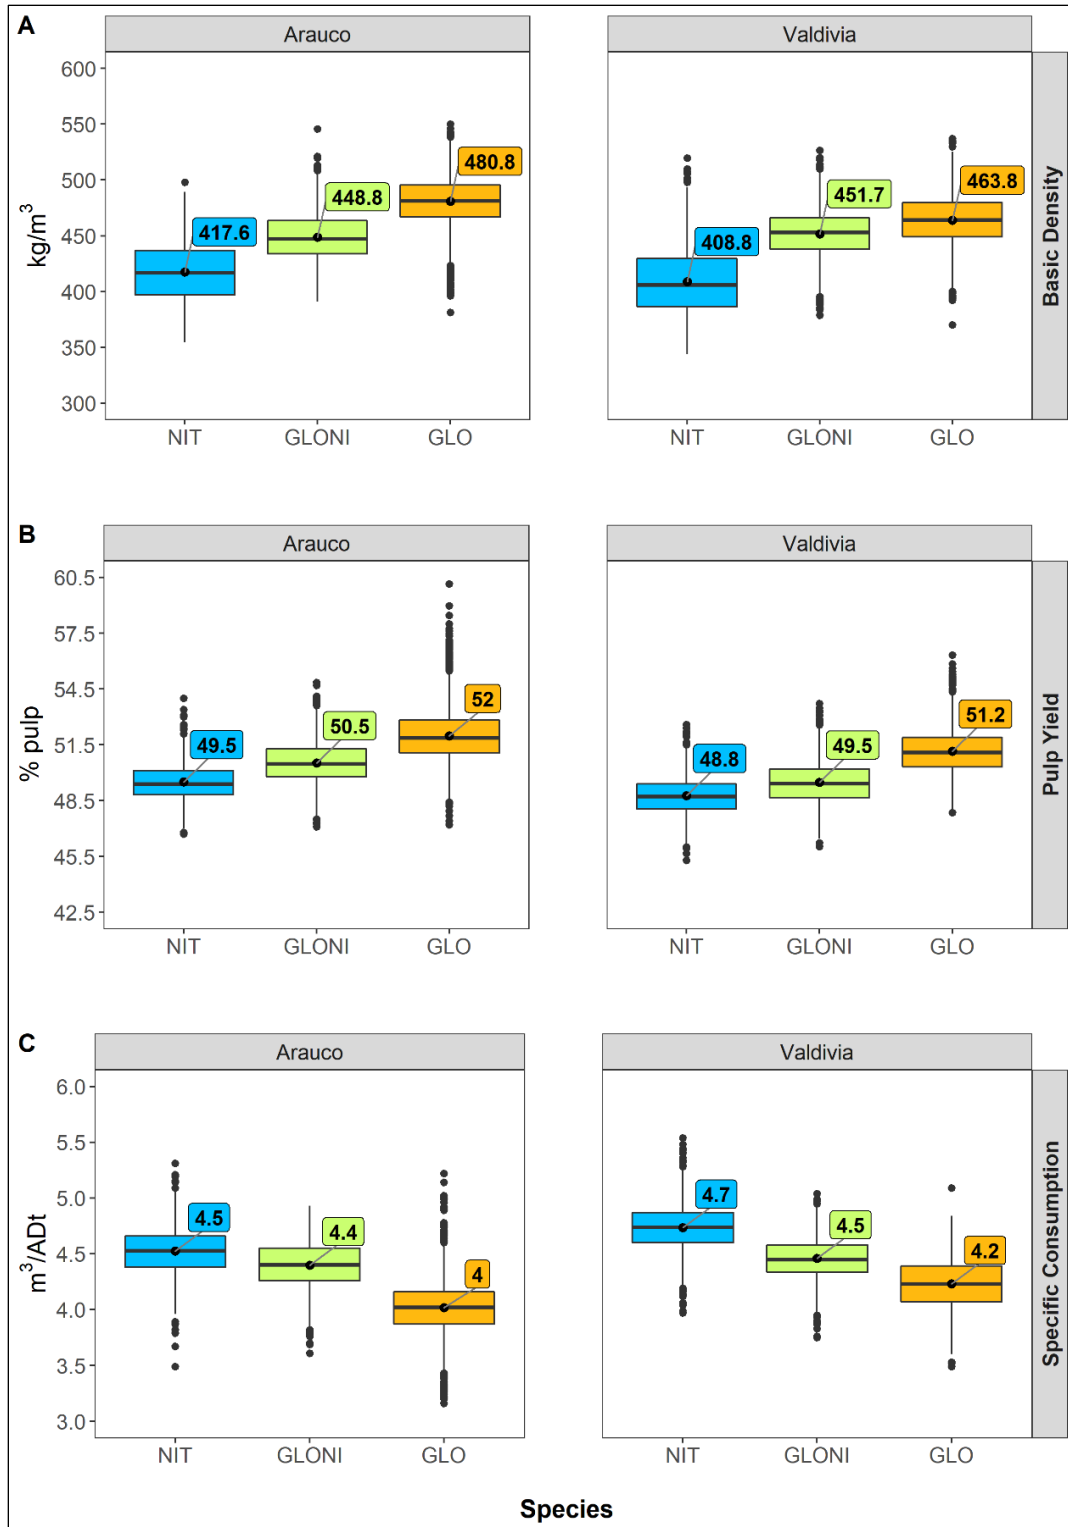 A
Arauco
Valdivia
600
550
500
450
400
350
300
kg/m³
417.6
448.8
480.8
408.8
451.7
463.8
Basic Density
NIT
GLONI
GLO
NIT
GLONI
GLO
B
Arauco
Valdivia
60.5
57.5
54.5
51.5
48.5
45.5
42.5
% pulp
49.5
50.5
52
48.8
49.5
51.2
Pulp Yield
NIT
GLONI
GLO
NIT
GLONI
GLO
C
Arauco
Valdivia
6.0
5.5
5.0
4.5
4.0
3.5
3.0
m³/ADt
4.5
4.4
4
4.7
4.5
4.2
Specific Consumption
NIT
GLONI
GLO
NIT
GLONI
GLO
Species